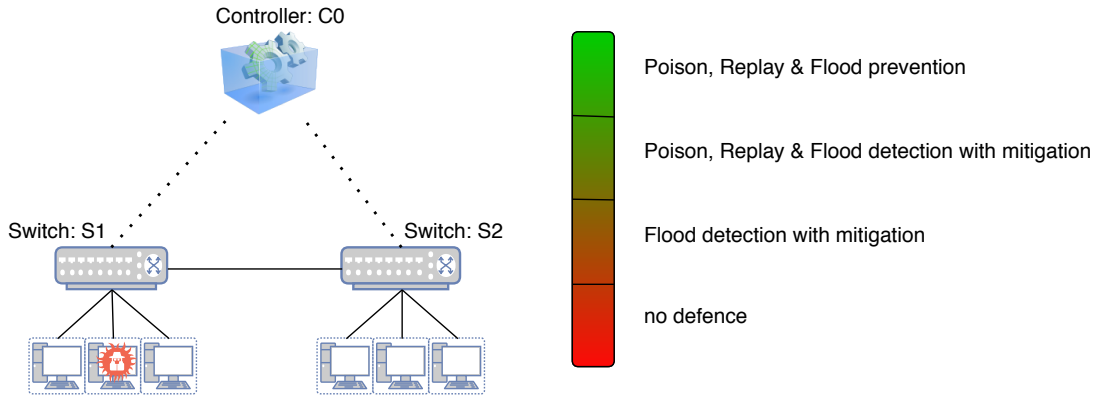 Controller: C0
Switch: S1
Switch: S2
Poison, Replay & Flood prevention
Poison, Replay & Flood detection with mitigation
Flood detection with mitigation
no defence